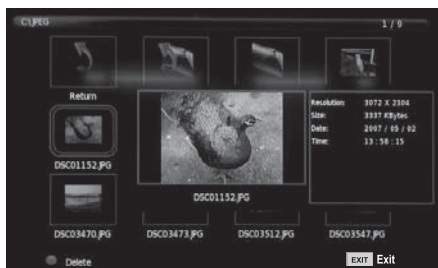 C:\JPEG
1 / 9
Return
Resolution: 3072 X 2304
Size: 3337 KBytes
Date: 2007 / 05 / 02
Time: 13 : 58 : 15
DSC01152.JPG
DSC01152.JPG
DSC03470.JPG
DSC03473.JPG
DSC03512.JPG
DSC03547.JPG
Delete
EXIT Exit